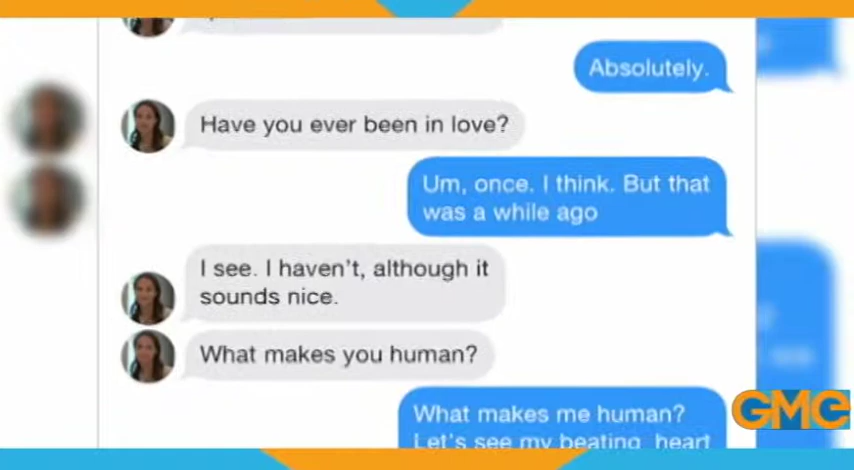 Absolutely.
Have you ever been in love?
Um, once. I think. But that
was a while ago
I see. I haven't, although it
sounds nice.
What makes you human?
What makes me human?
Let's see my beating, heart
GMC